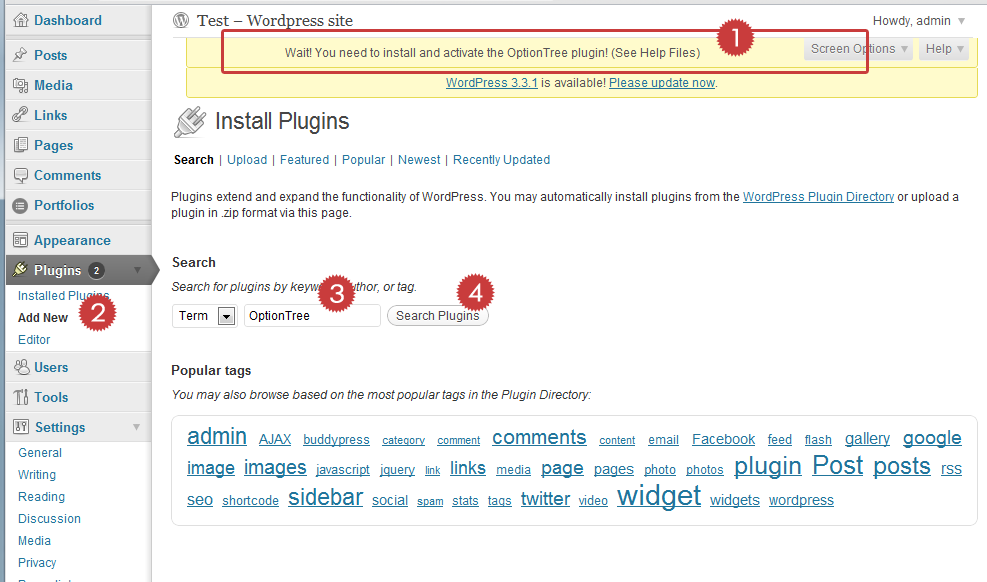 Dashboard
Posts
Media
Links
Pages
Comments
Portfolios
Appearance
Plugins 2
Installed Plugins
Add New
2
Editor
Users
Tools
Settings
General
Writing
Reading
Discussion
Media
Privacy
Test – Wordpress site
Howdy, admin
1
Wait! You need to install and activate the OptionTree plugin! (See Help Files)
Screen Options Help
WordPress 3.3.1 is available! Please update now.
Install Plugins
Search | Upload | Featured | Popular | Newest | Recently Updated
Plugins extend and expand the functionality of WordPress. You may automatically install plugins from the WordPress Plugin Directory or upload a
plugin in .zip format via this page.
Search
Search for plugins by keyword, author, or tag.
3
4
Term OptionTree Search Plugins
Popular tags
You may also browse based on the most popular tags in the Plugin Directory:
admin AJAX buddypress category comment comments content email Facebook feed flash gallery google
image images javascript jquery link links media page pages photo photos plugin Post posts rss
seo shortcode sidebar social spam stats tags twitter video widget widgets wordpress